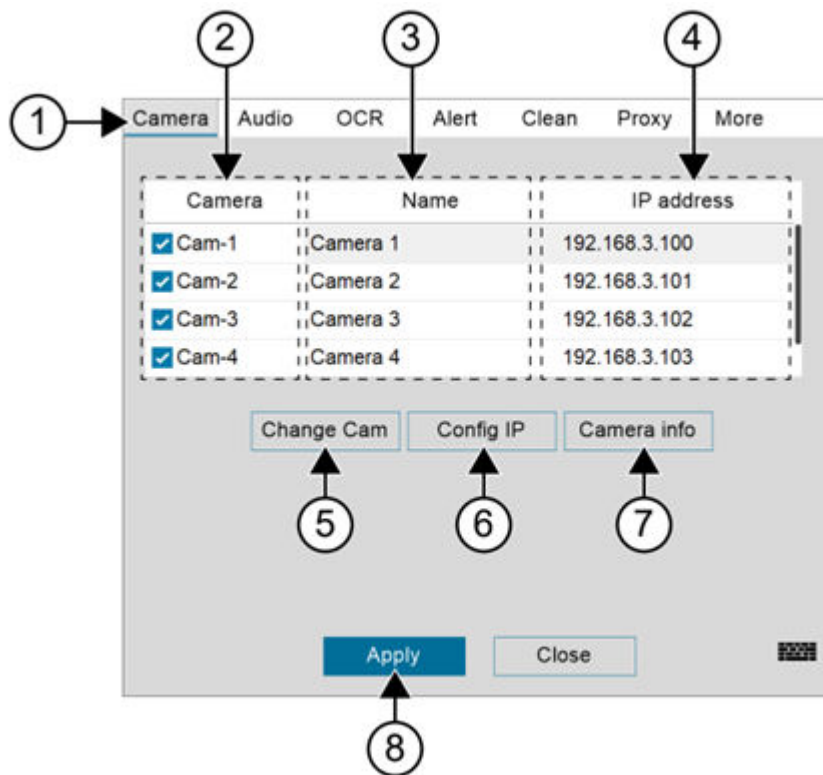 2 3 4
1 Camera Audio OCR Alert Clean Proxy More
Camera Name IP address
Cam-1 Camera 1 192.168.3.100
Cam-2 Camera 2 192.168.3.101
Cam-3 Camera 3 192.168.3.102
Cam-4 Camera 4 192.168.3.103
Change Cam Config IP Camera info
5 6 7
Apply Close
8